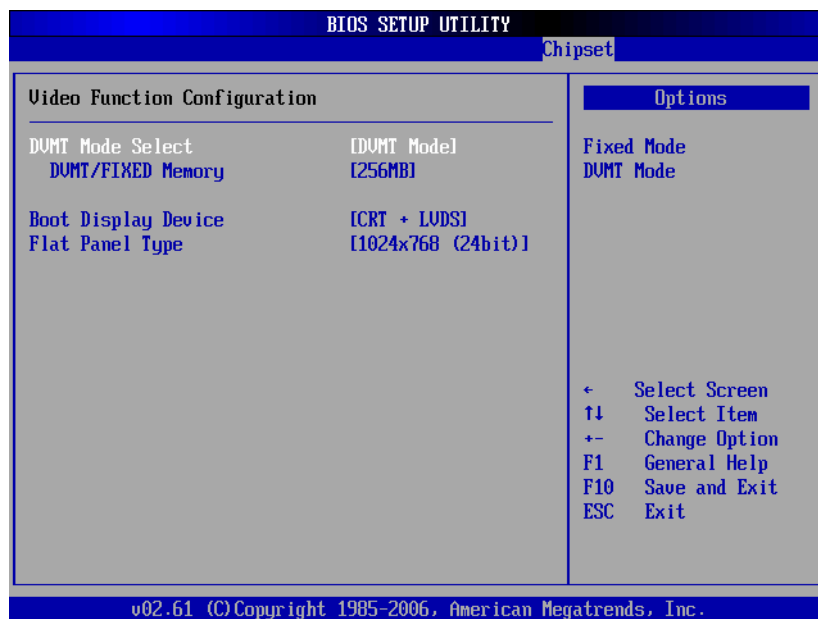 BIOS SETUP UTILITY
Chipset
Video Function Configuration
DVMT Mode Select [DVMT Mode]
DVMT/FIXED Memory [256MB]
Boot Display Device [CRT + LVDS]
Flat Panel Type [1024x768 (24bit)]
Options
Fixed Mode
DVMT Mode
← Select Screen
↑↓ Select Item
+- Change Option
F1 General Help
F10 Save and Exit
ESC Exit
v02.61 (C)Copyright 1985-2006, American Megatrends, Inc.